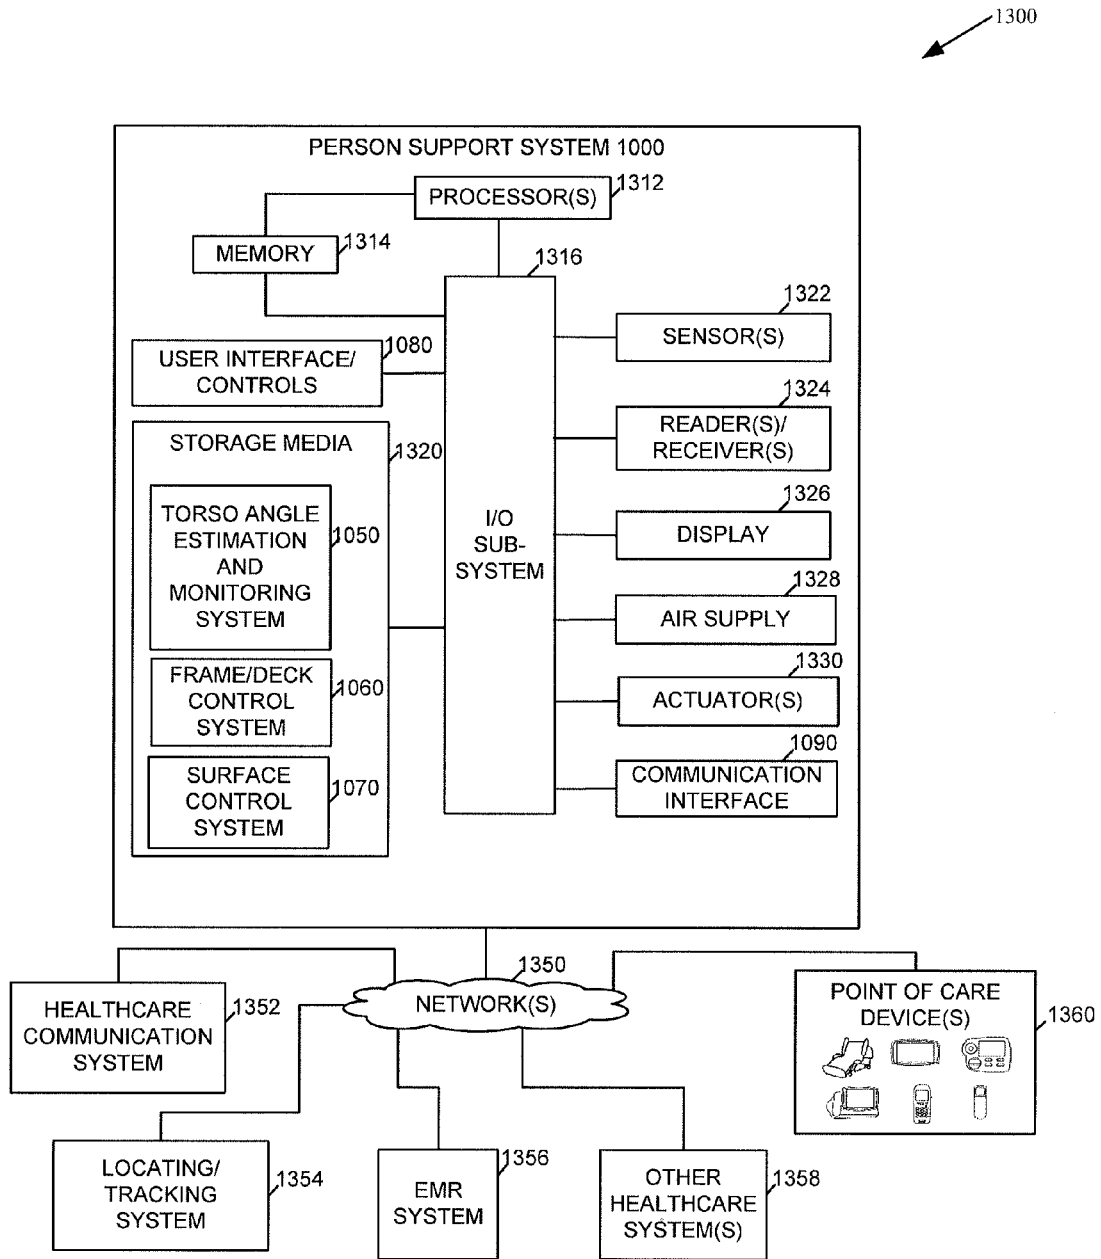 1300
PERSON SUPPORT SYSTEM 1000
1312
PROCESSOR(S)
1314
MEMORY
1316
1322
SENSOR(S)
1080
USER INTERFACE/
CONTROLS
1324
READER(S)/
RECEIVER(S)
STORAGE MEDIA
1320
TORSO ANGLE
ESTIMATION
AND
MONITORING
SYSTEM
1050
I/O
SUB-
SYSTEM
1326
DISPLAY
1328
AIR SUPPLY
FRAME/DECK
CONTROL
SYSTEM
1060
1330
ACTUATOR(S)
SURFACE
CONTROL
SYSTEM
1070
1090
COMMUNICATION
INTERFACE
1350
NETWORK(S)
HEALTHCARE
COMMUNICATION
SYSTEM
1352
POINT OF CARE
DEVICE(S)
1360
LOCATING/
TRACKING
SYSTEM
1354
EMR
SYSTEM
1356
OTHER
HEALTHCARE
SYSTEM(S)
1358